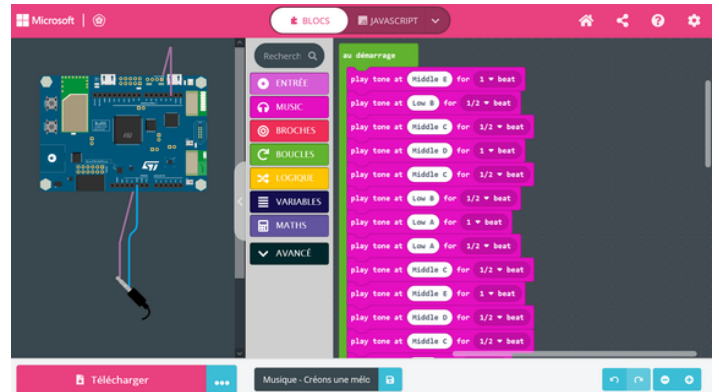 Microsoft
BLOCS
JAVASCRIPT
Recherch
ENTRÉE
MUSIC
BROCHES
BOUCLES
LOGIQUE
VARIABLES
MATHS
AVANCÉ
au démarrage
play tone at Middle E for 1 beat
play tone at Low B for 1/2 beat
play tone at Middle C for 1/2 beat
play tone at Middle D for 1 beat
play tone at Middle C for 1/2 beat
play tone at Low B for 1/2 beat
play tone at Low A for 1 beat
play tone at Low A for 1/2 beat
play tone at Middle C for 1/2 beat
play tone at Middle E for 1 beat
play tone at Middle D for 1/2 beat
play tone at Middle C for 1/2 beat
ST
Télécharger
Musique - Créons une mélo